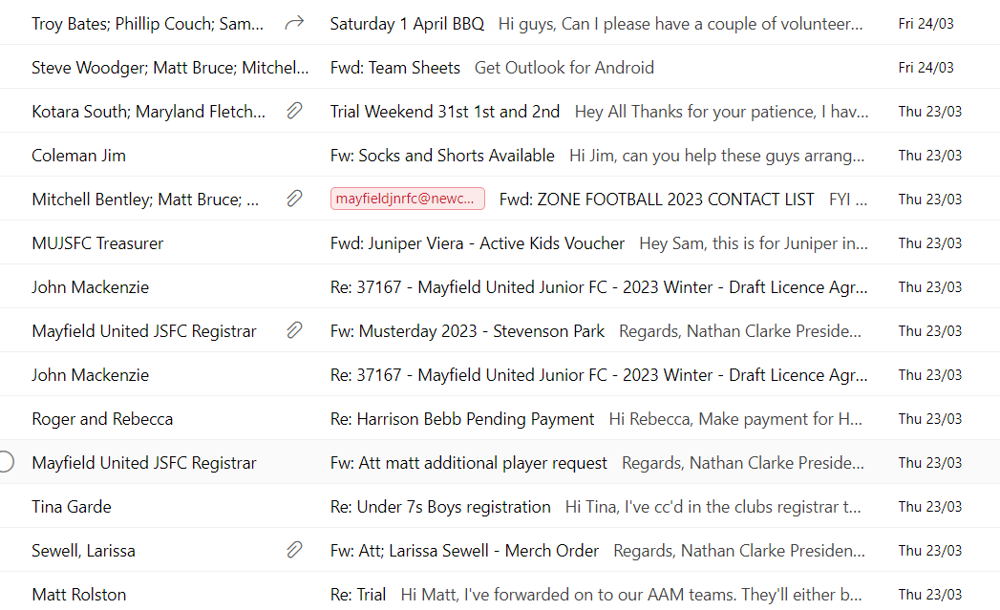 Troy Bates; Phillip Couch; Sam... Saturday 1 April BBQ Hi guys, Can I please have a couple of volunteer... Fri 24/03
Steve Woodger; Matt Bruce; Mitchel... Fwd: Team Sheets Get Outlook for Android Fri 24/03
Kotara South; Maryland Fletch... Trial Weekend 31st 1st and 2nd Hey All Thanks for your patience, I hav... Thu 23/03
Coleman Jim Fw: Socks and Shorts Available Hi Jim, can you help these guys arrang... Thu 23/03
Mitchell Bentley; Matt Bruce; ... mayfieldjnrfc@newc... Fwd: ZONE FOOTBALL 2023 CONTACT LIST FYI ... Thu 23/03
MUJSFC Treasurer Fwd: Juniper Viera - Active Kids Voucher Hey Sam, this is for Juniper in... Thu 23/03
John Mackenzie Re: 37167 - Mayfield United Junior FC - 2023 Winter - Draft Licence Agr... Thu 23/03
Mayfield United JSFC Registrar Fw: Musterday 2023 - Stevenson Park Regards, Nathan Clarke Preside... Thu 23/03
John Mackenzie Re: 37167 - Mayfield United Junior FC - 2023 Winter - Draft Licence Agr... Thu 23/03
Roger and Rebecca Re: Harrison Bebb Pending Payment Hi Rebecca, Make payment for H... Thu 23/03
Mayfield United JSFC Registrar Fw: Att matt additional player request Regards, Nathan Clarke Preside... Thu 23/03
Tina Garde Re: Under 7s Boys registration Hi Tina, I've cc'd in the clubs registrar t... Thu 23/03
Sewell, Larissa Fw: Att; Larissa Sewell - Merch Order Regards, Nathan Clarke Presiden... Thu 23/03
Matt Rolston Re: Trial Hi Matt, I've forwarded on to our AAM teams. They'll either b... Thu 23/03